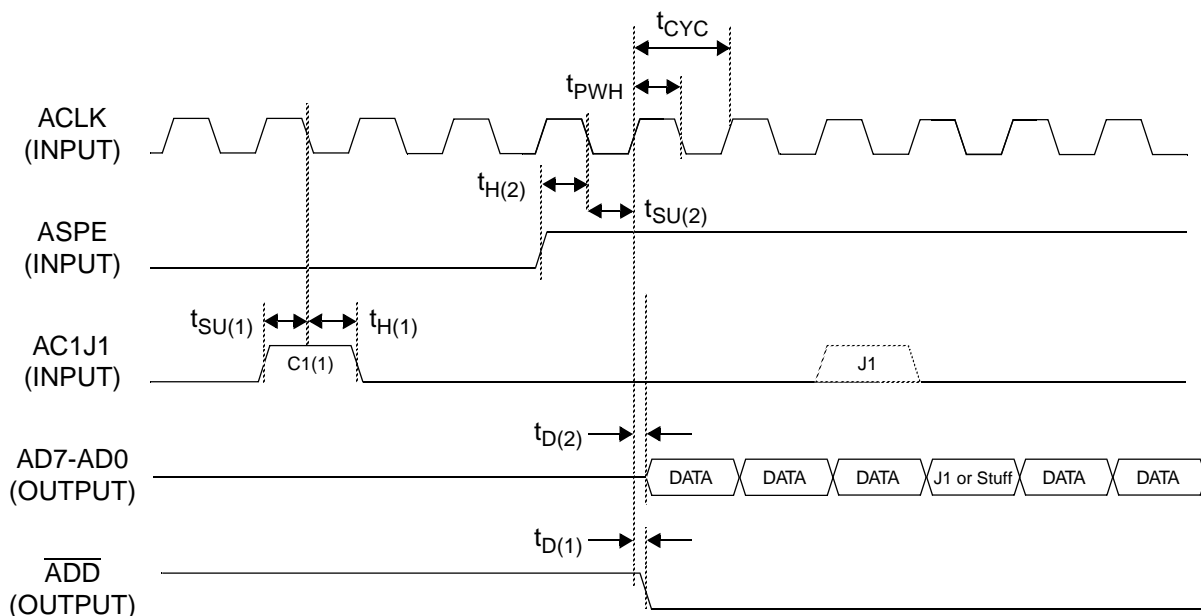 tCYC
tPWH
ACLK
(INPUT)
tH(2)
tSU(2)
ASPE
(INPUT)
tSU(1)
tH(1)
AC1J1
(INPUT)
C1(1)
J1
tD(2)
AD7-AD0
(OUTPUT)
DATA DATA DATA J1 or Stuff DATA DATA
tD(1)
ADD
(OUTPUT)